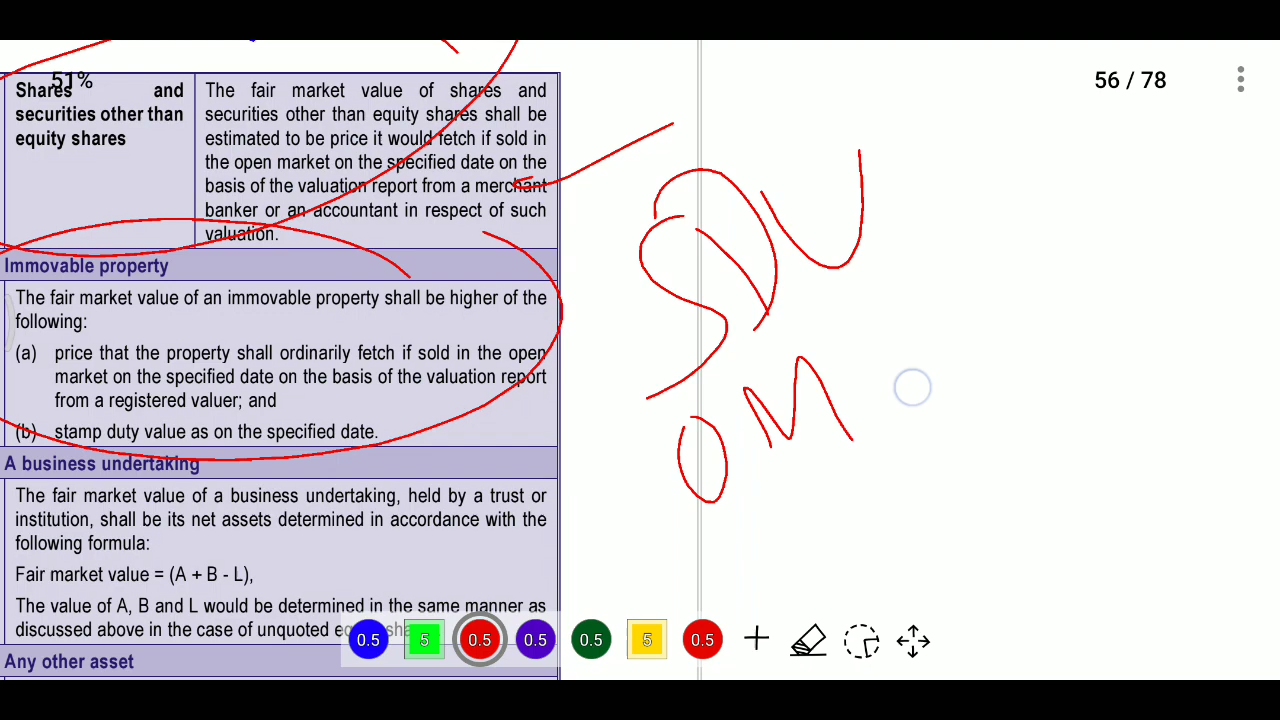 51%
56 / 78
Shares and
securities other than
equity shares
The fair market value of shares and
securities other than equity shares shall be
estimated to be price it would fetch if sold in
the open market on the specified date on the
basis of the valuation report from a merchant
banker or an accountant in respect of such
valuation.
Immovable property
The fair market value of an immovable property shall be higher of the
following:
(a) price that the property shall ordinarily fetch if sold in the open
market on the specified date on the basis of the valuation report
from a registered valuer; and
(b) stamp duty value as on the specified date.
A business undertaking
The fair market value of a business undertaking, held by a trust or
institution, shall be its net assets determined in accordance with the
following formula:
Fair market value = (A + B - L),
The value of A, B and L would be determined in the same manner as
discussed above in the case of unquoted
Any other asset
SDV
OM
0.5 5 0.5 0.5 0.5 5 0.5